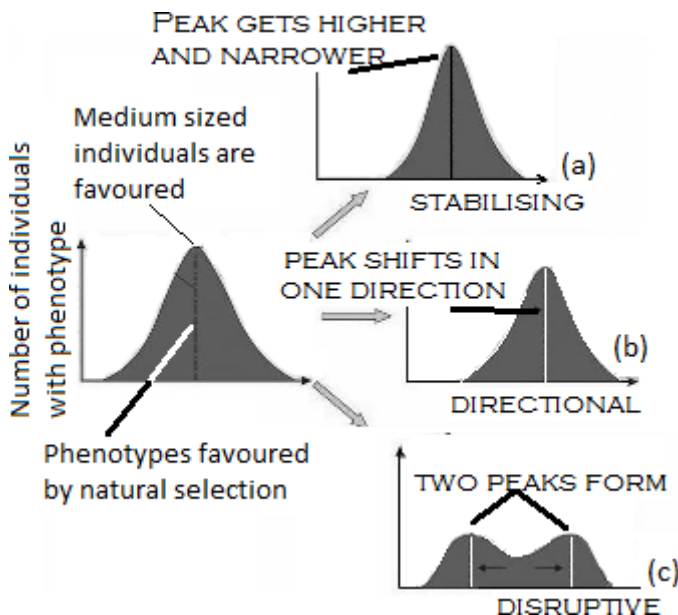 PEAK GETS HIGHER
AND NARROWER
Medium sized
individuals are
favoured
(a)
STABILISING
Number of individuals
with phenotype
PEAK SHIFTS IN
ONE DIRECTION
(b)
DIRECTIONAL
Phenotypes favoured
by natural selection
TWO PEAKS FORM
(c)
DISRUPTIVE